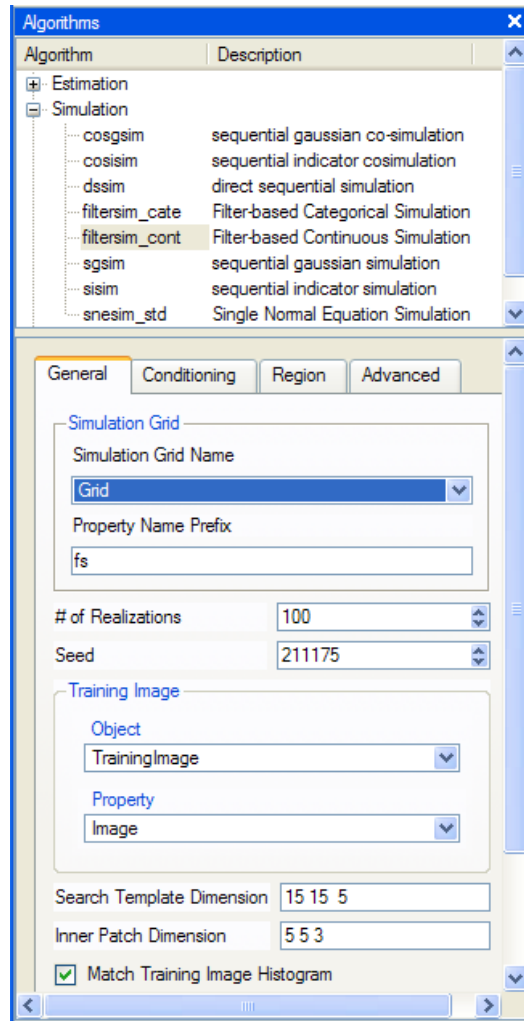 Algorithms
Algorithm Description
Estimation
Simulation
cosgsim sequential gaussian co-simulation
cosisim sequential indicator cosimulation
dssim direct sequential simulation
filtersim_cate Filter-based Categorical Simulation
filtersim_cont Filter-based Continuous Simulation
sgsim sequential gaussian simulation
sisim sequential indicator simulation
snesim_std Single Normal Equation Simulation
General Conditioning Region Advanced
Simulation Grid
Simulation Grid Name
Grid
Property Name Prefix
fs
# of Realizations 100
Seed 211175
Training Image
Object
TrainingImage
Property
Image
Search Template Dimension 15 15 5
Inner Patch Dimension 5 5 3
Match Training Image Histogram